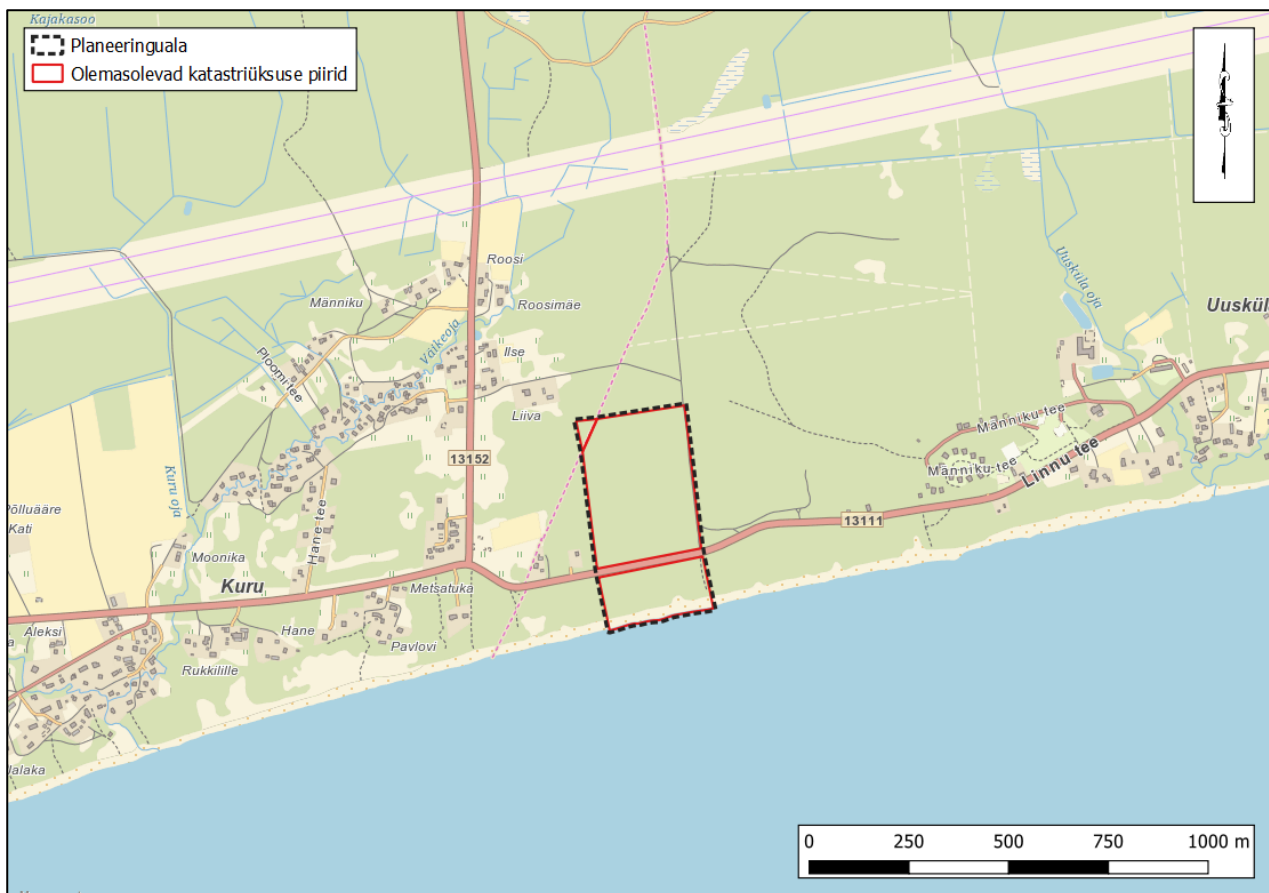 Kajakasoo
Planeeringuala
Olemasolevad katastriüksuse piirid
Roosi
Männiku
Roosimäe
Uusküla oja
Väikeoja
Ilse
Ploomi tee
Liiva
Männiku tee
Männiku tee
Linnu tee
13152
13111
Kuru oja
Põlluääre
Kati
Hane tee
Moonika
Kuru
Metsatuka
Aleksi
Hane
Pavlovi
Rukkilille
0 250 500 750 1000 m